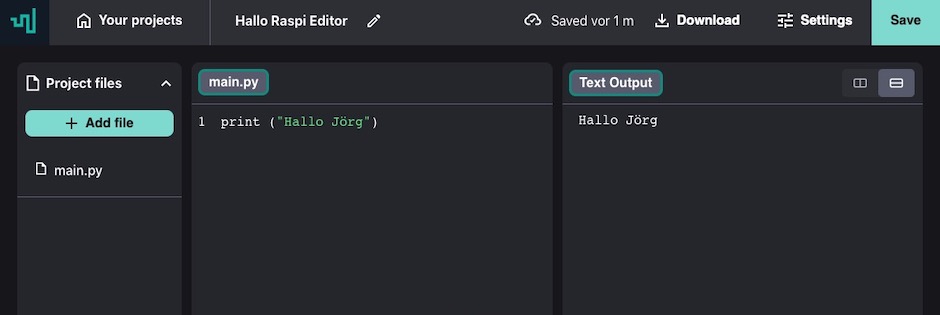 Your projects
Hallo Raspi Editor
Saved vor 1 m
Download
Settings
Save
Project files
+ Add file
main.py
main.py
1 print ("Hallo Jörg")
Text Output
Hallo Jörg